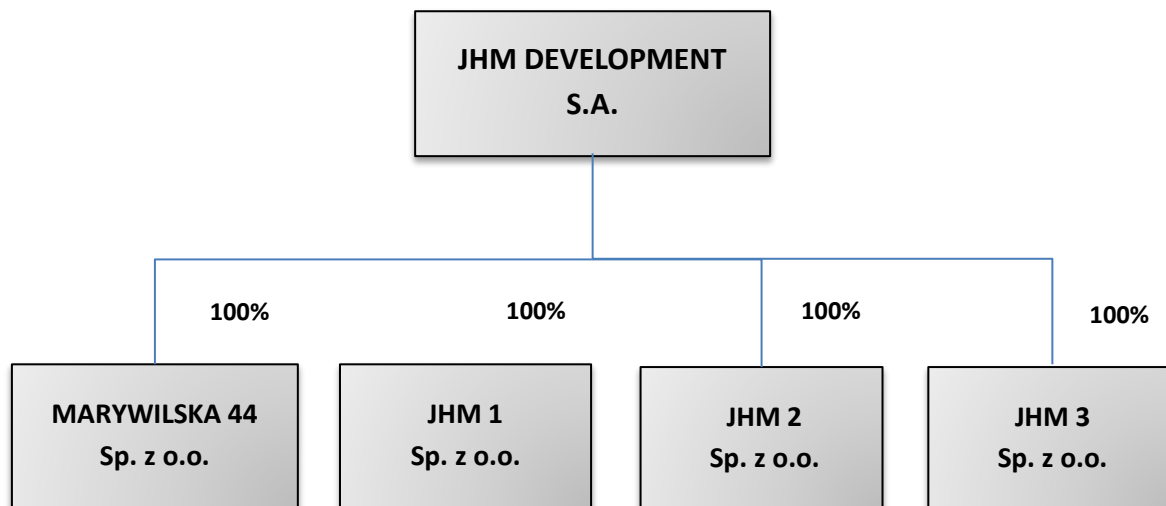 JHM DEVELOPMENT
S.A.
100%
100%
100%
100%
MARYWILSKA 44
Sp. z o.o.
JHM 1
Sp. z o.o.
JHM 2
Sp. z o.o.
JHM 3
Sp. z o.o.